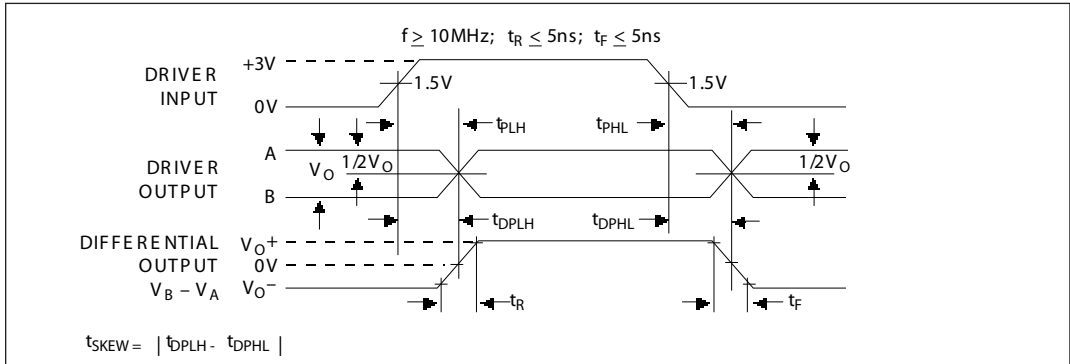 f ≥ 10MHz; tR ≤ 5ns; tF ≤ 5ns
+3V
DRIVER
INPUT
1.5V
1.5V
0V
tPLH
tPHL
A
DRIVER
OUTPUT
VO
1/2VO
1/2VO
B
tDPLH
tDPHL
DIFFERENTIAL
OUTPUT
VB – VA
VO+
0V
VO–
tR
tF
tSKEW = | tDPLH - tDPHL |